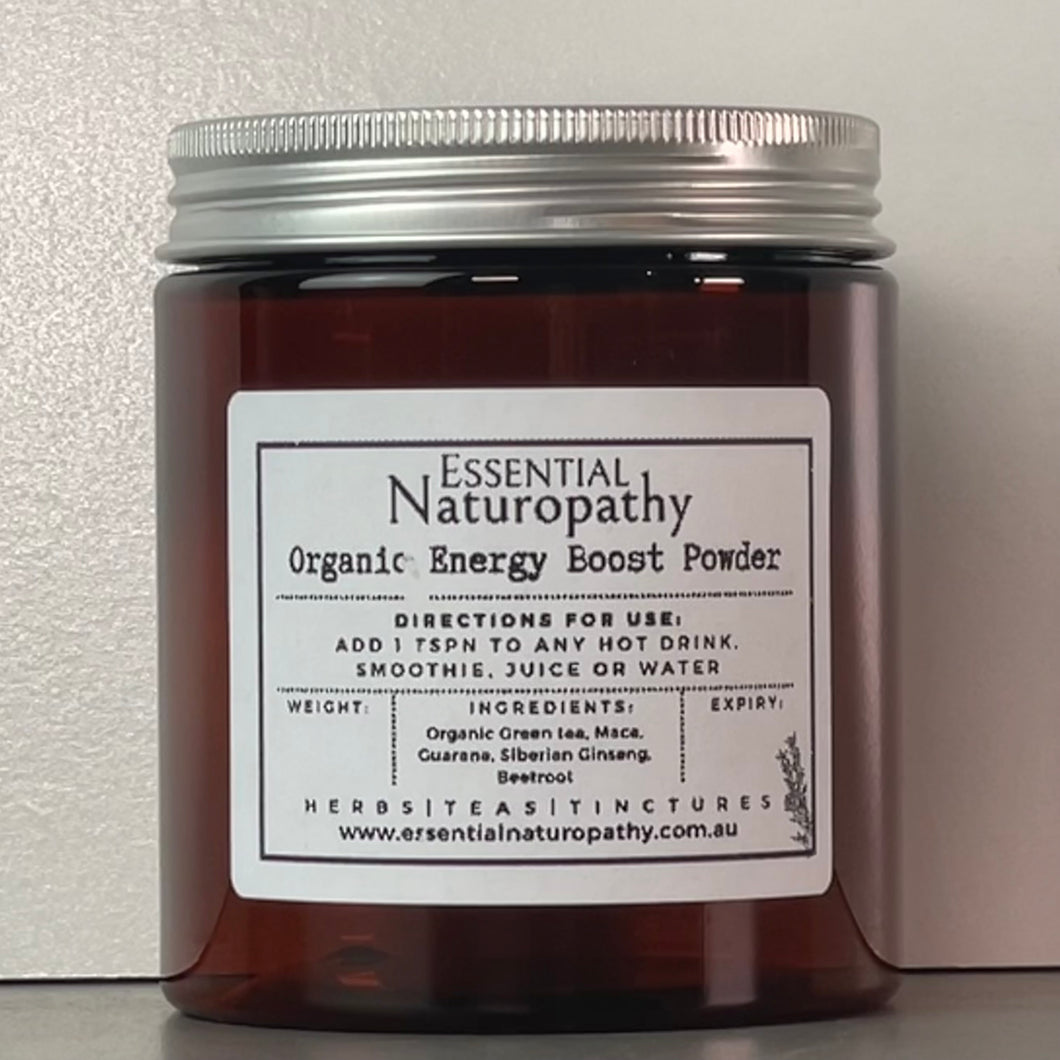 ESSENTIAL
Naturopathy
Organic Energy Boost Powder
DIRECTIONS FOR USE:
ADD 1 TSPN TO ANY HOT DRINK,
SMOOTHIE, JUICE OR WATER
WEIGHT:
INGREDIENTS:
Organic Green tea, Maca,
Guarana, Siberian Ginseng,
Beetroot
EXPIRY:
HERBS|TEAS|TINCTURES
www.essentialnaturopathy.com.au